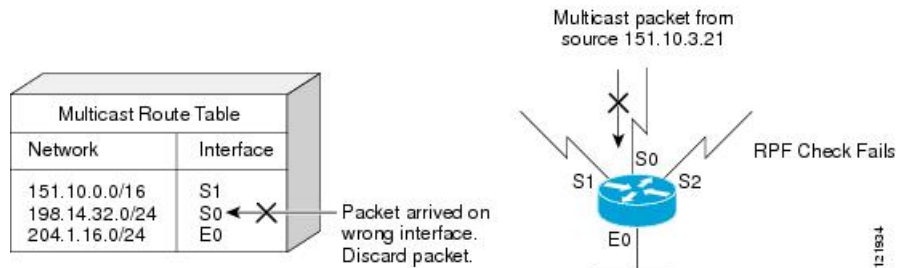 Multicast packet from
source 151.10.3.21
Multicast Route Table
Network Interface
151.10.0.0/16 S1
198.14.32.0/24 S0
204.1.16.0/24 E0
Packet arrived on
wrong interface.
Discard packet.
S0
S1
S2
E0
RPF Check Fails
121934